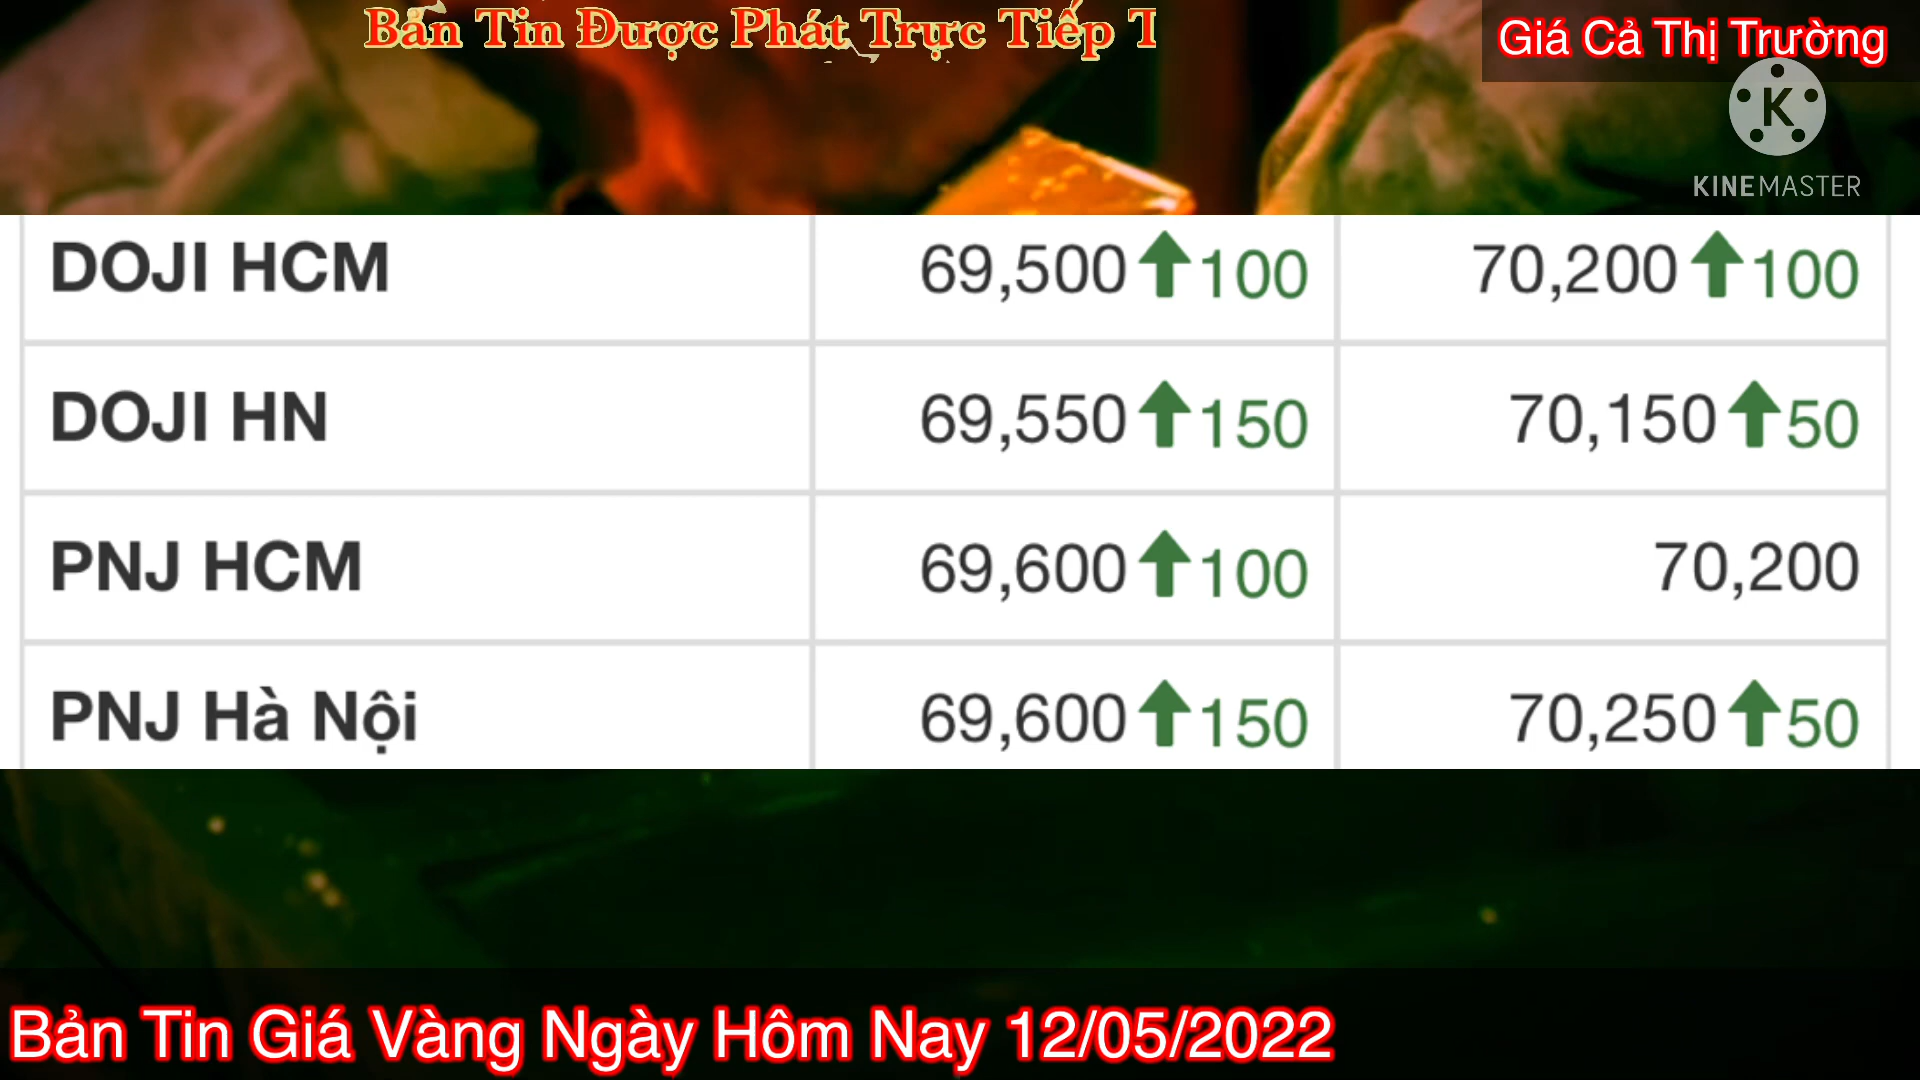 Bản Tin Được Phát Trực Tiếp T
Giá Cả Thị Trường
K
KINEMASTER
DOJI HCM 69,500 100 70,200 100
DOJI HN 69,550 150 70,150 50
PNJ HCM 69,600 100 70,200
PNJ Hà Nội 69,600 150 70,250 50
Bản Tin Giá Vàng Ngày Hôm Nay 12/05/2022